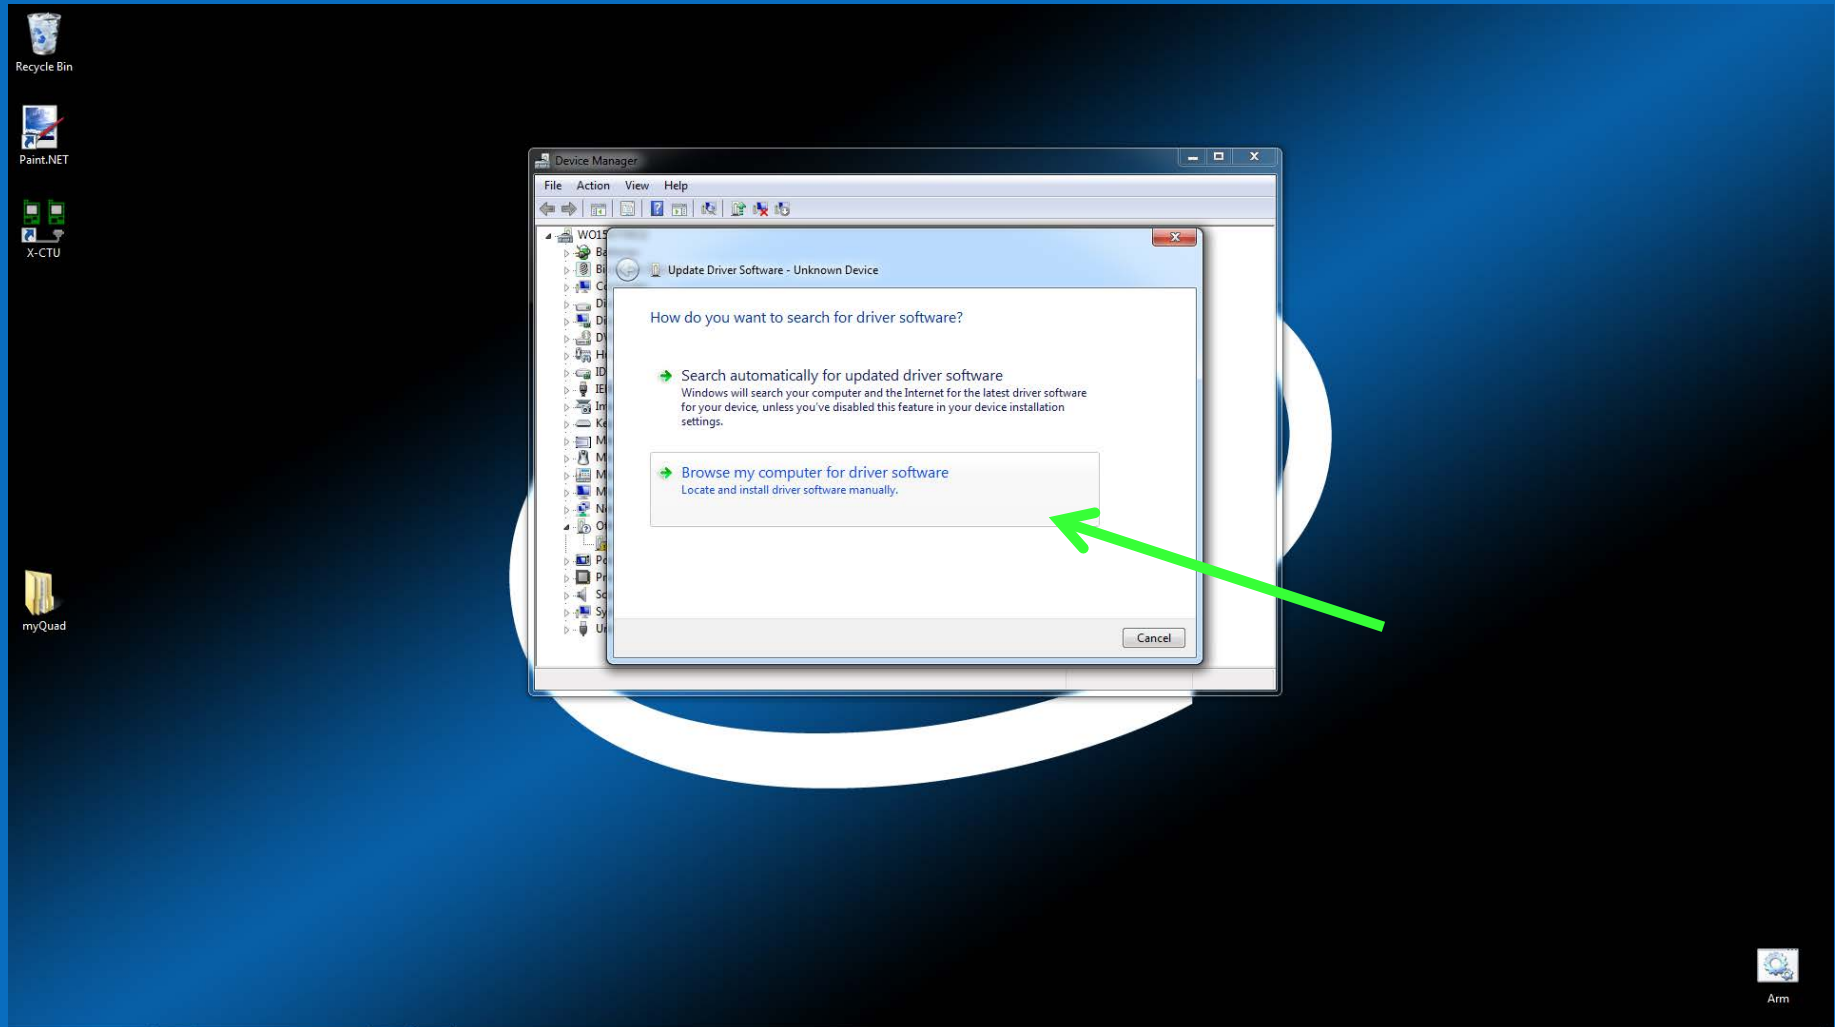 Recycle Bin
Paint.NET
X-CTU
myQuad
Device Manager
File Action View Help
Update Driver Software - Unknown Device
How do you want to search for driver software?
Search automatically for updated driver software
Windows will search your computer and the Internet for the latest driver software
for your device, unless you've disabled this feature in your device installation
settings.
Browse my computer for driver software
Locate and install driver software manually.
Cancel
Arm